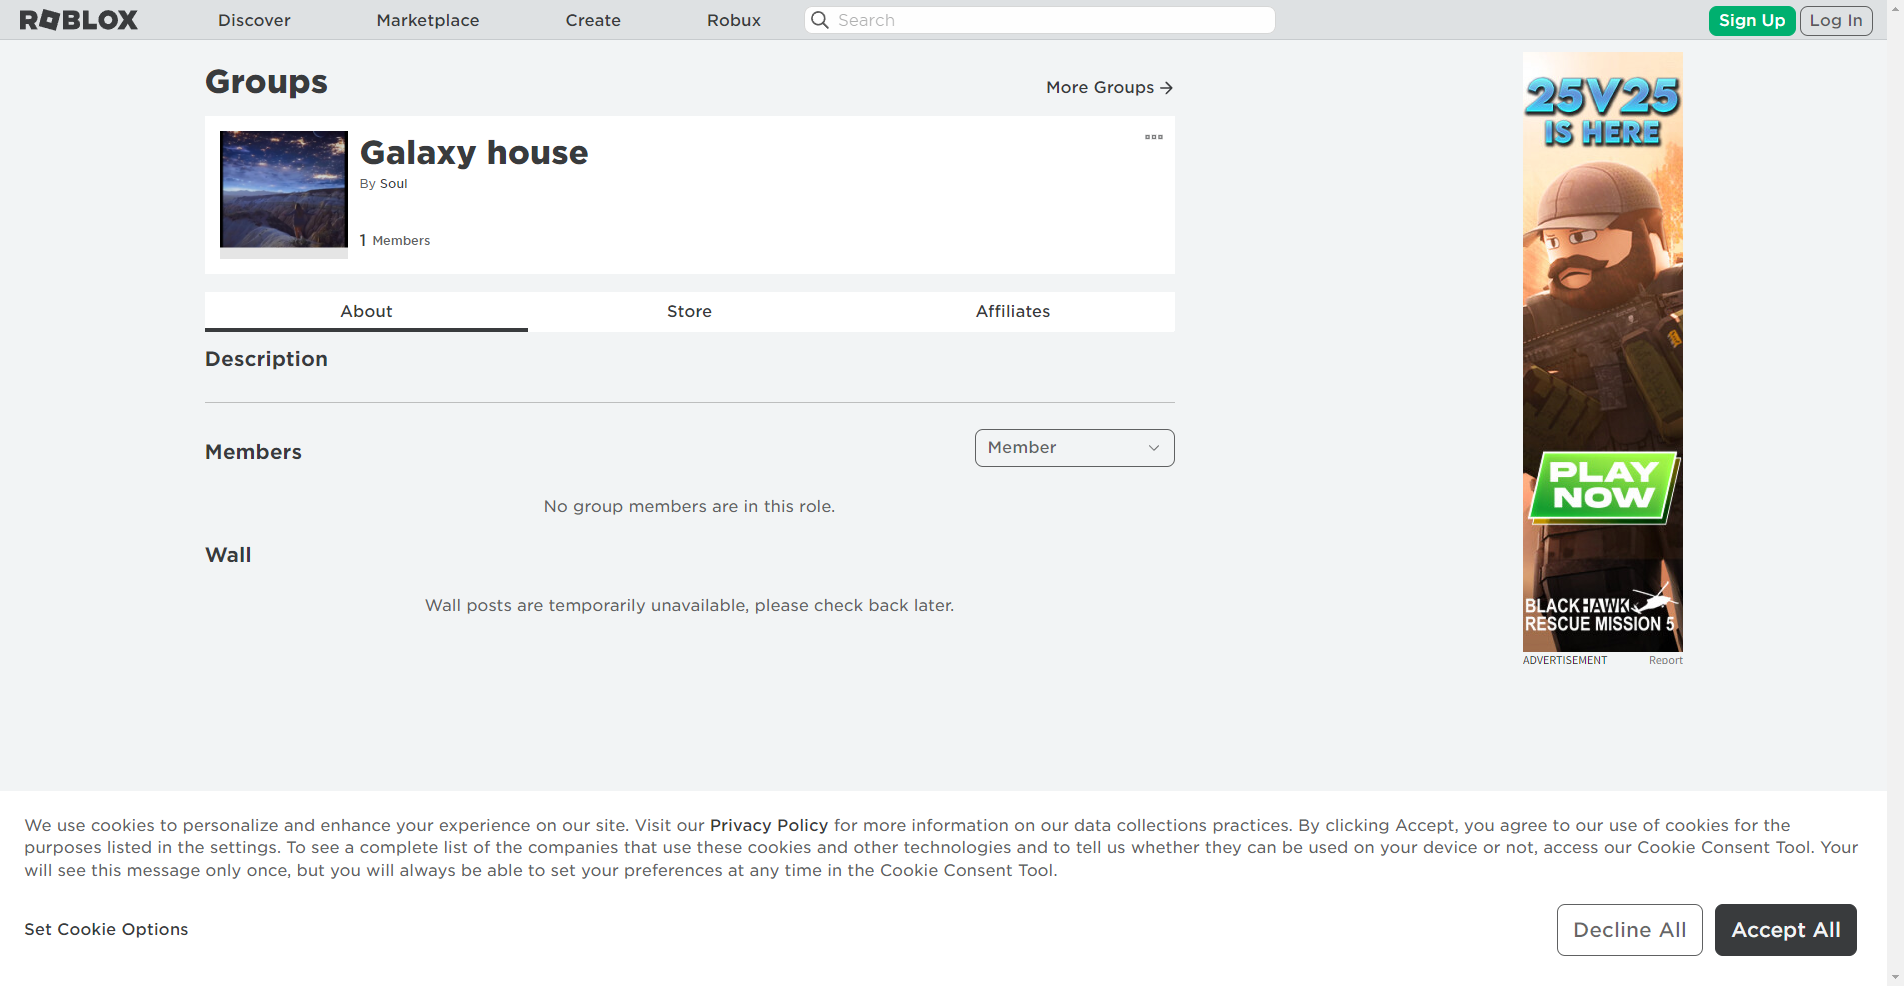 ROBLOX
Discover
Marketplace
Create
Robux
Search
Sign Up
Log In
Groups
More Groups
Galaxy house
By Soul
1 Members
About
Store
Affiliates
Description
Members
Member
No group members are in this role.
Wall
Wall posts are temporarily unavailable, please check back later.
25V25
IS HERE
PLAY
NOW
BLACKHAWK
RESCUE MISSION 5
ADVERTISEMENT
Report
We use cookies to personalize and enhance your experience on our site. Visit our Privacy Policy for more information on our data collections practices. By clicking Accept, you agree to our use of cookies for the
purposes listed in the settings. To see a complete list of the companies that use these cookies and other technologies and to tell us whether they can be used on your device or not, access our Cookie Consent Tool. Your
will see this message only once, but you will always be able to set your preferences at any time in the Cookie Consent Tool.
Set Cookie Options
Decline All
Accept All